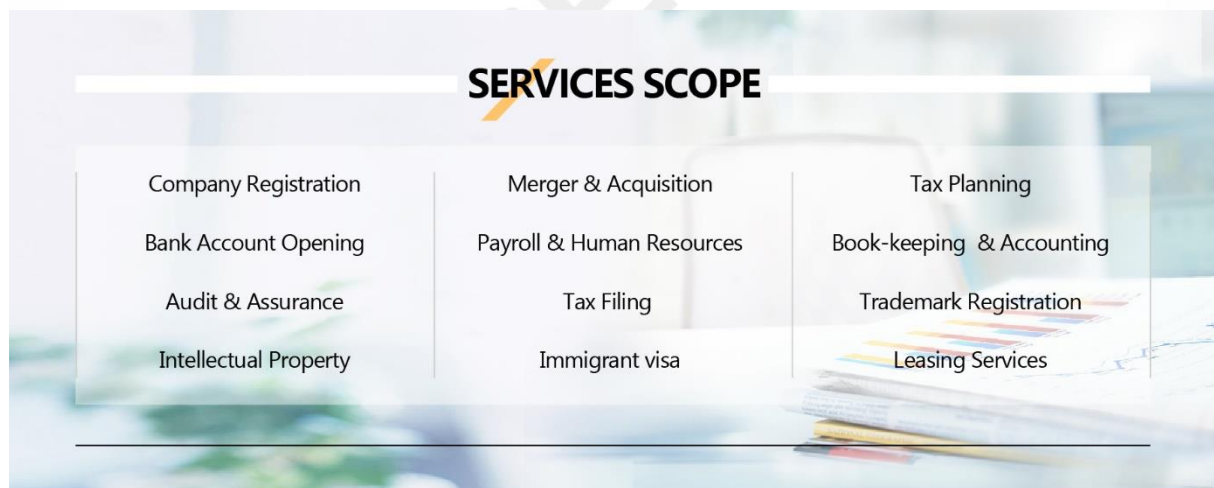 SERVICES SCOPE
Company Registration
Merger & Acquisition
Tax Planning
Bank Account Opening
Payroll & Human Resources
Book-keeping & Accounting
Audit & Assurance
Tax Filing
Trademark Registration
Intellectual Property
Immigrant visa
Leasing Services